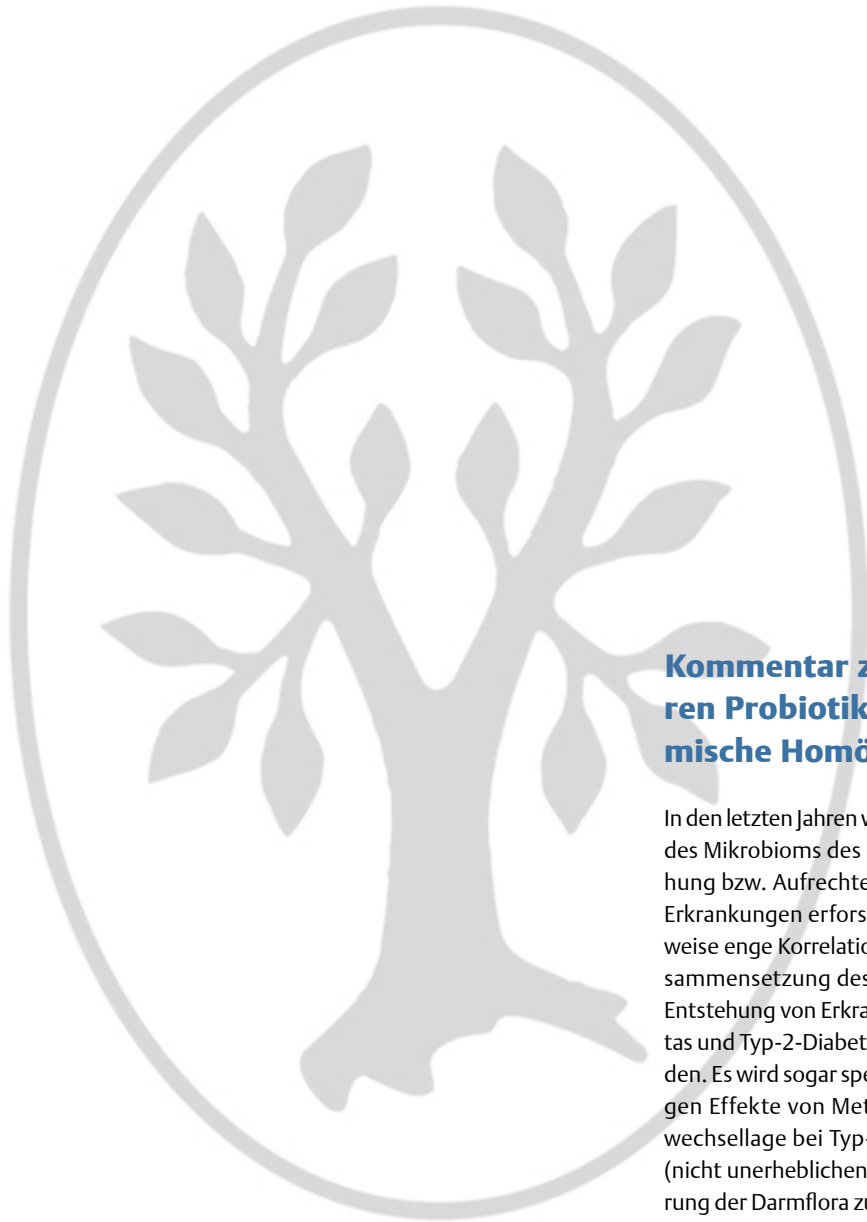 Kommentar z
ren Probiotik
mische Homö
In den letzten Jahren v
des Mikrobioms des
hung bzw. Aufrechte
Erkrankungen erfors
weise enge Korrelatio
sammensetzung des
Entstehung von Erkra
tas und Typ-2-Diabet
den. Es wird sogar spe
gen Effekte von Met
wechsellage bei Typ-
(nicht unerheblichen
rung der Darmflora zu